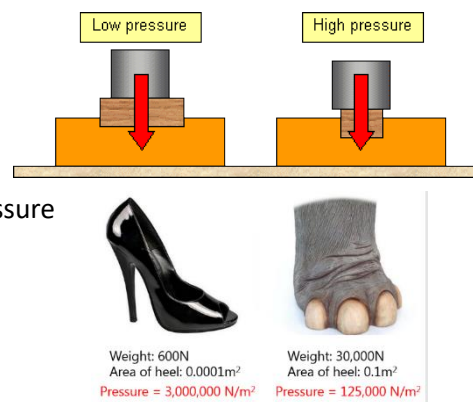 Low pressure
High pressure
ssure
Weight: 600N
Area of heel: 0.0001m²
Pressure = 3,000,000 N/m²
Weight: 30,000N
Area of heel: 0.1m²
Pressure = 125,000 N/m²